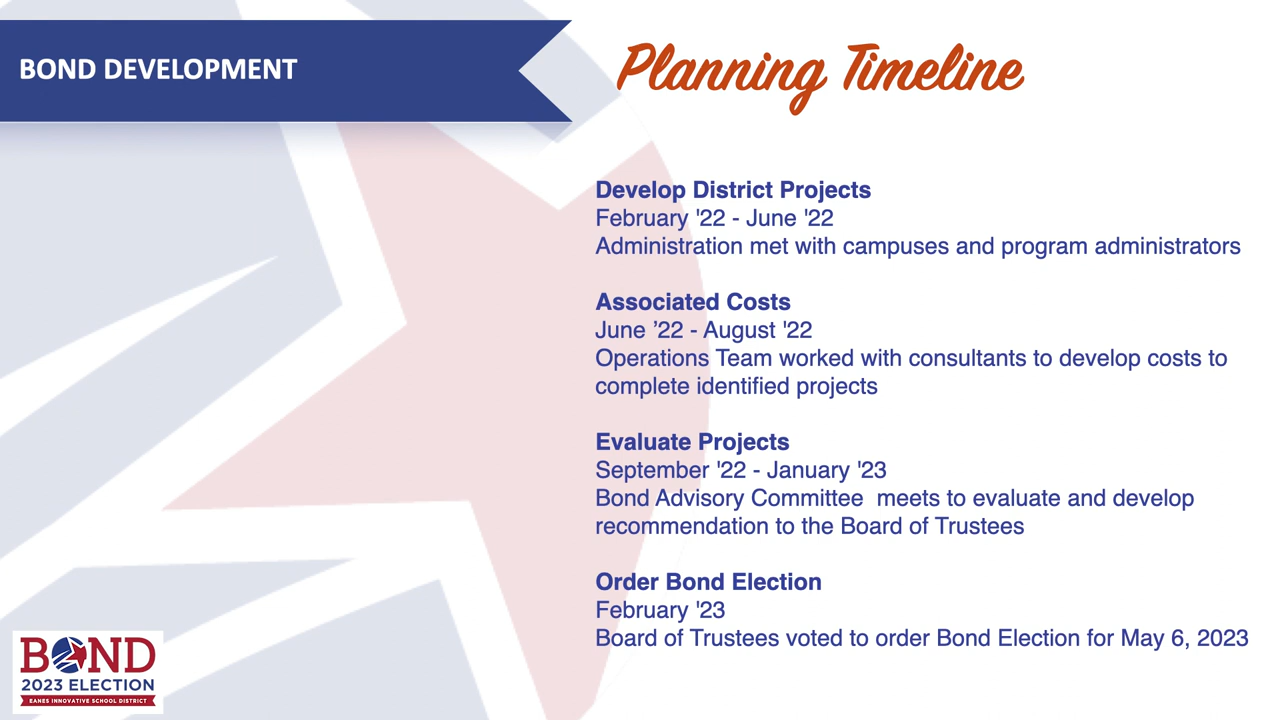 BOND DEVELOPMENT
Planning Timeline
Develop District Projects
February '22 - June '22
Administration met with campuses and program administrators
Associated Costs
June ’22 - August '22
Operations Team worked with consultants to develop costs to
complete identified projects
Evaluate Projects
September '22 - January '23
Bond Advisory Committee  meets to evaluate and develop
recommendation to the Board of Trustees
Order Bond Election
February '23
Board of Trustees voted to order Bond Election for May 6, 2023
BOND
2023 ELECTION
EANES INNOVATIVE SCHOOL DISTRICT